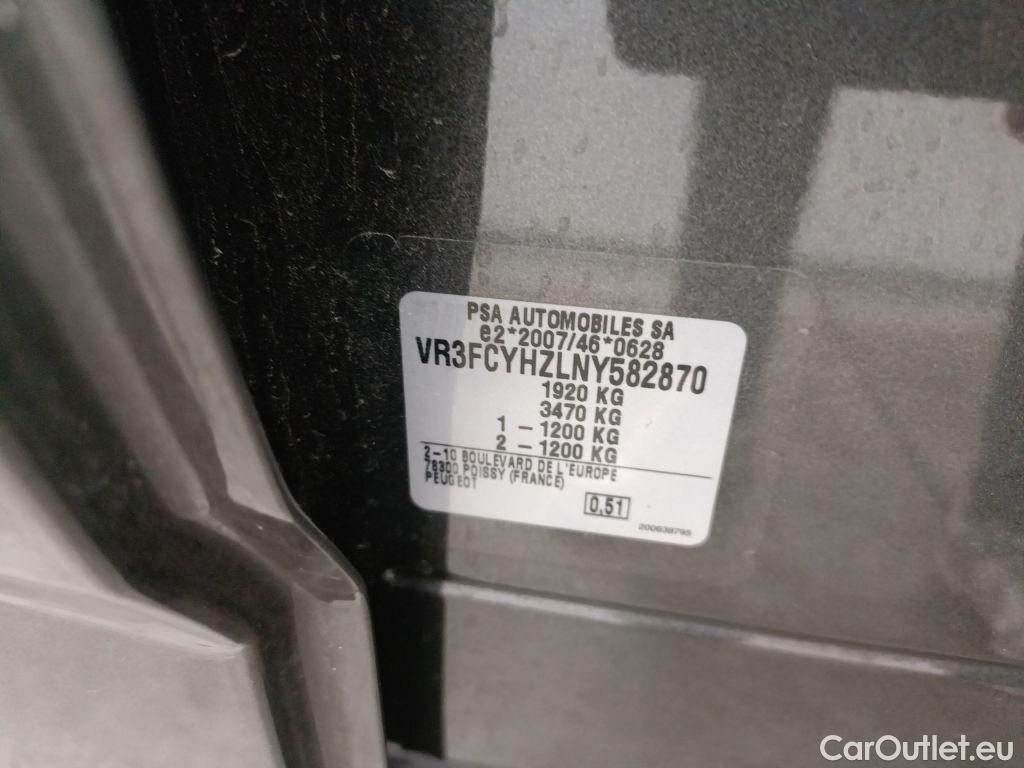 PSA AUTOMOBILES SA
e2*2007/46*0628
VR3FCYHZLNY582870
1920 KG
3470 KG
1 – 1200 KG
2 – 1200 KG
2–10 BOULEVARD DE L'EUROPE
78300 POISSY (FRANCE)
PEUGEOT
0,51
200638795
CarOutlet.eu